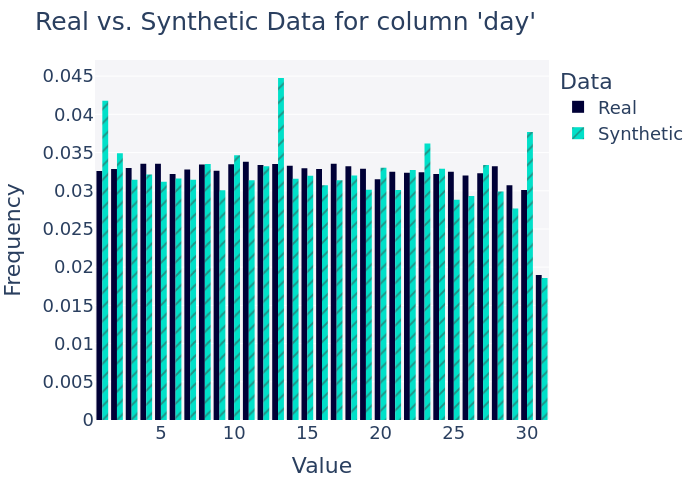 Real vs. Synthetic Data for column 'day'
Data
Real
Synthetic
Frequency
0.045
0.04
0.035
0.03
0.025
0.02
0.015
0.01
0.005
0
5 10 15 20 25 30
Value